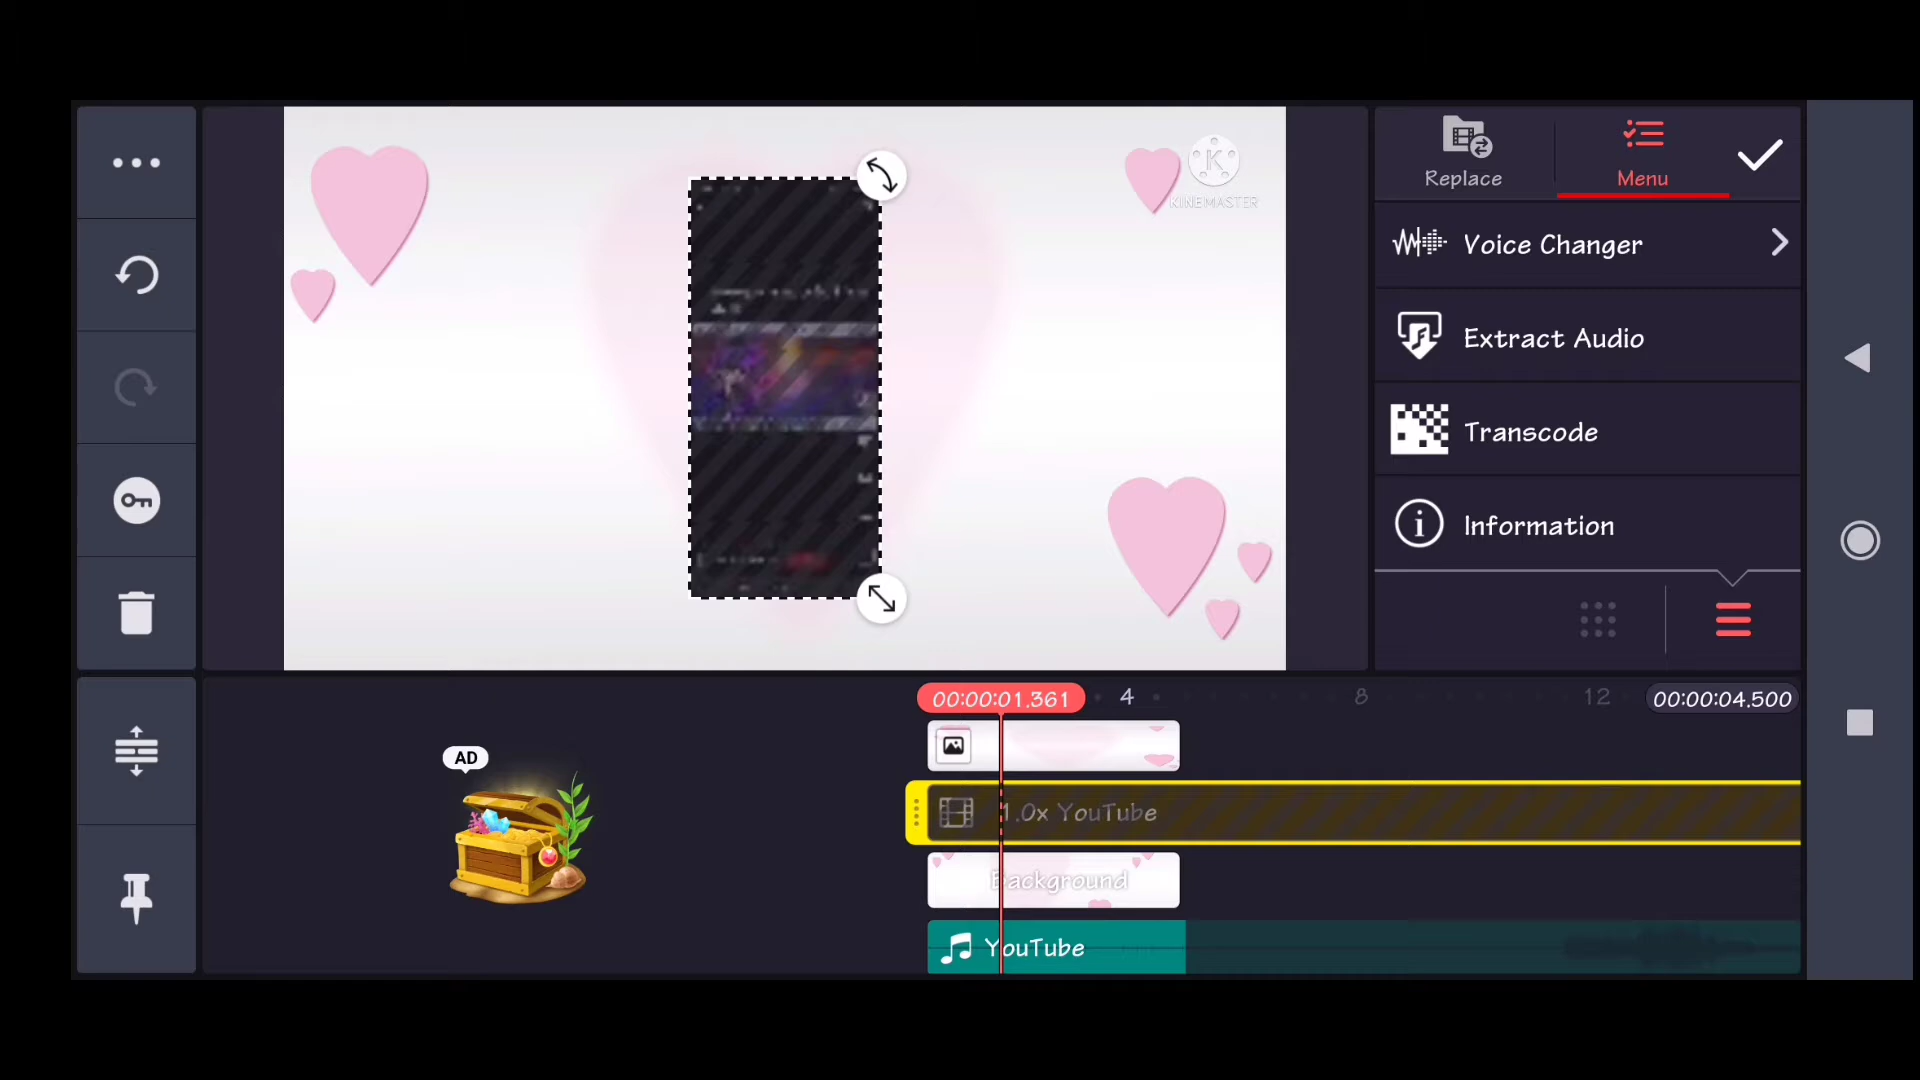 Replace
Menu
KINEMASTER
Voice Changer
Extract Audio
Transcode
Information
00:00:01.361
4
8
12
00:00:04.500
AD
1.0x YouTube
Background
YouTube